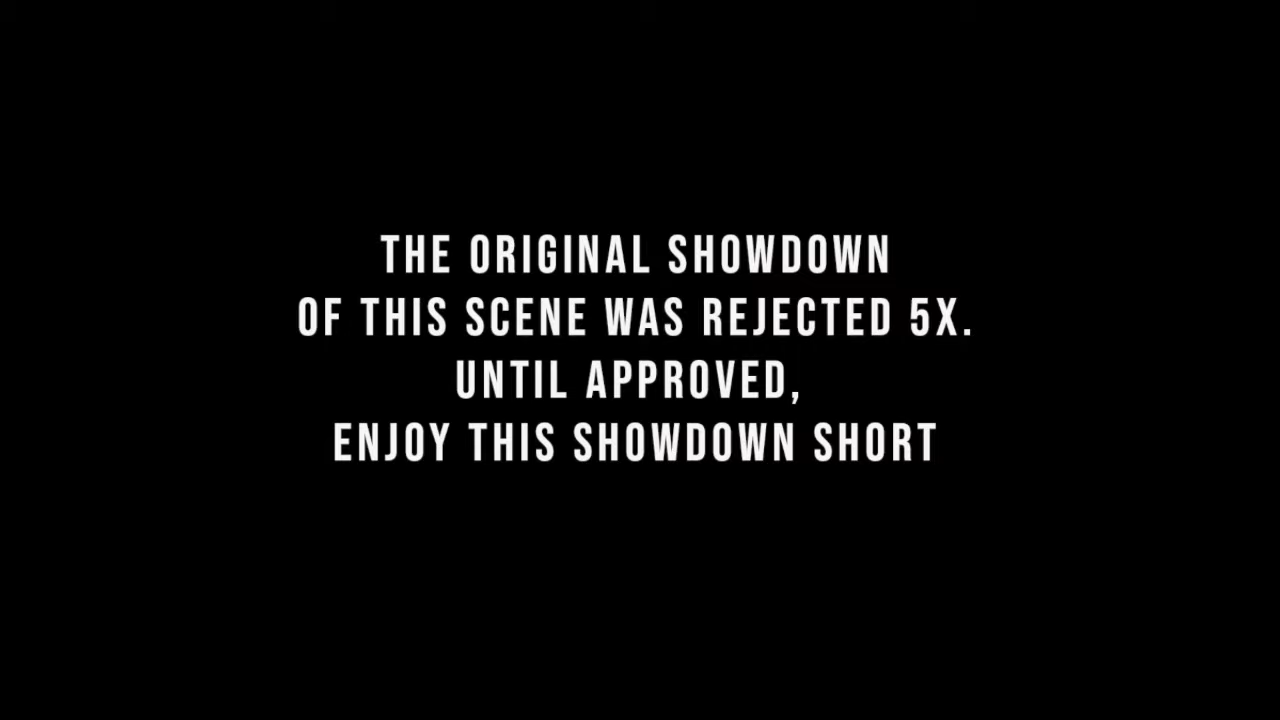 THE ORIGINAL SHOWDOWN
OF THIS SCENE WAS REJECTED 5X.
UNTIL APPROVED,
ENJOY THIS SHOWDOWN SHORT